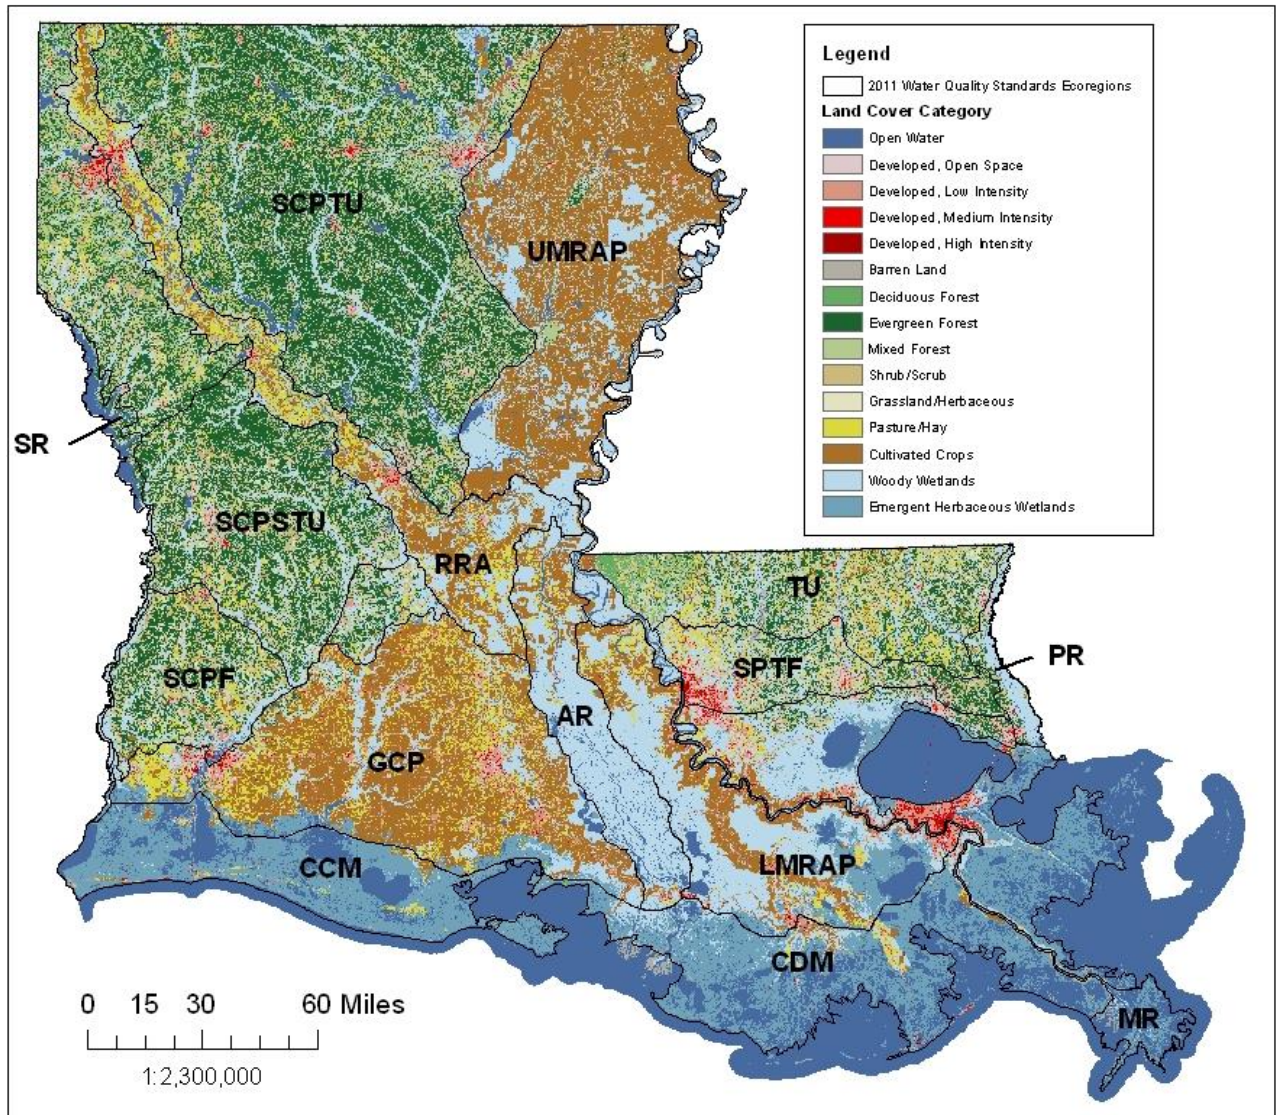 Legend
2011 Water Quality Standards Ecoregions
Land Cover Category
Open Water
Developed, Open Space
Developed, Low Intensity
Developed, Medium Intensity
Developed, High Intensity
Barren Land
Deciduous Forest
Evergreen Forest
Mixed Forest
Shrub/Scrub
Grassland/Herbaceous
Pasture/Hay
Cultivated Crops
Woody Wetlands
Emergent Herbaceous Wetlands
SCPTU
UMRAP
SR
SCPSTU
RRA
TU
SPTF
PR
SCPF
AR
GCP
CCM
LMRAP
CDM
MR
0 15 30 60 Miles
1:2,300,000